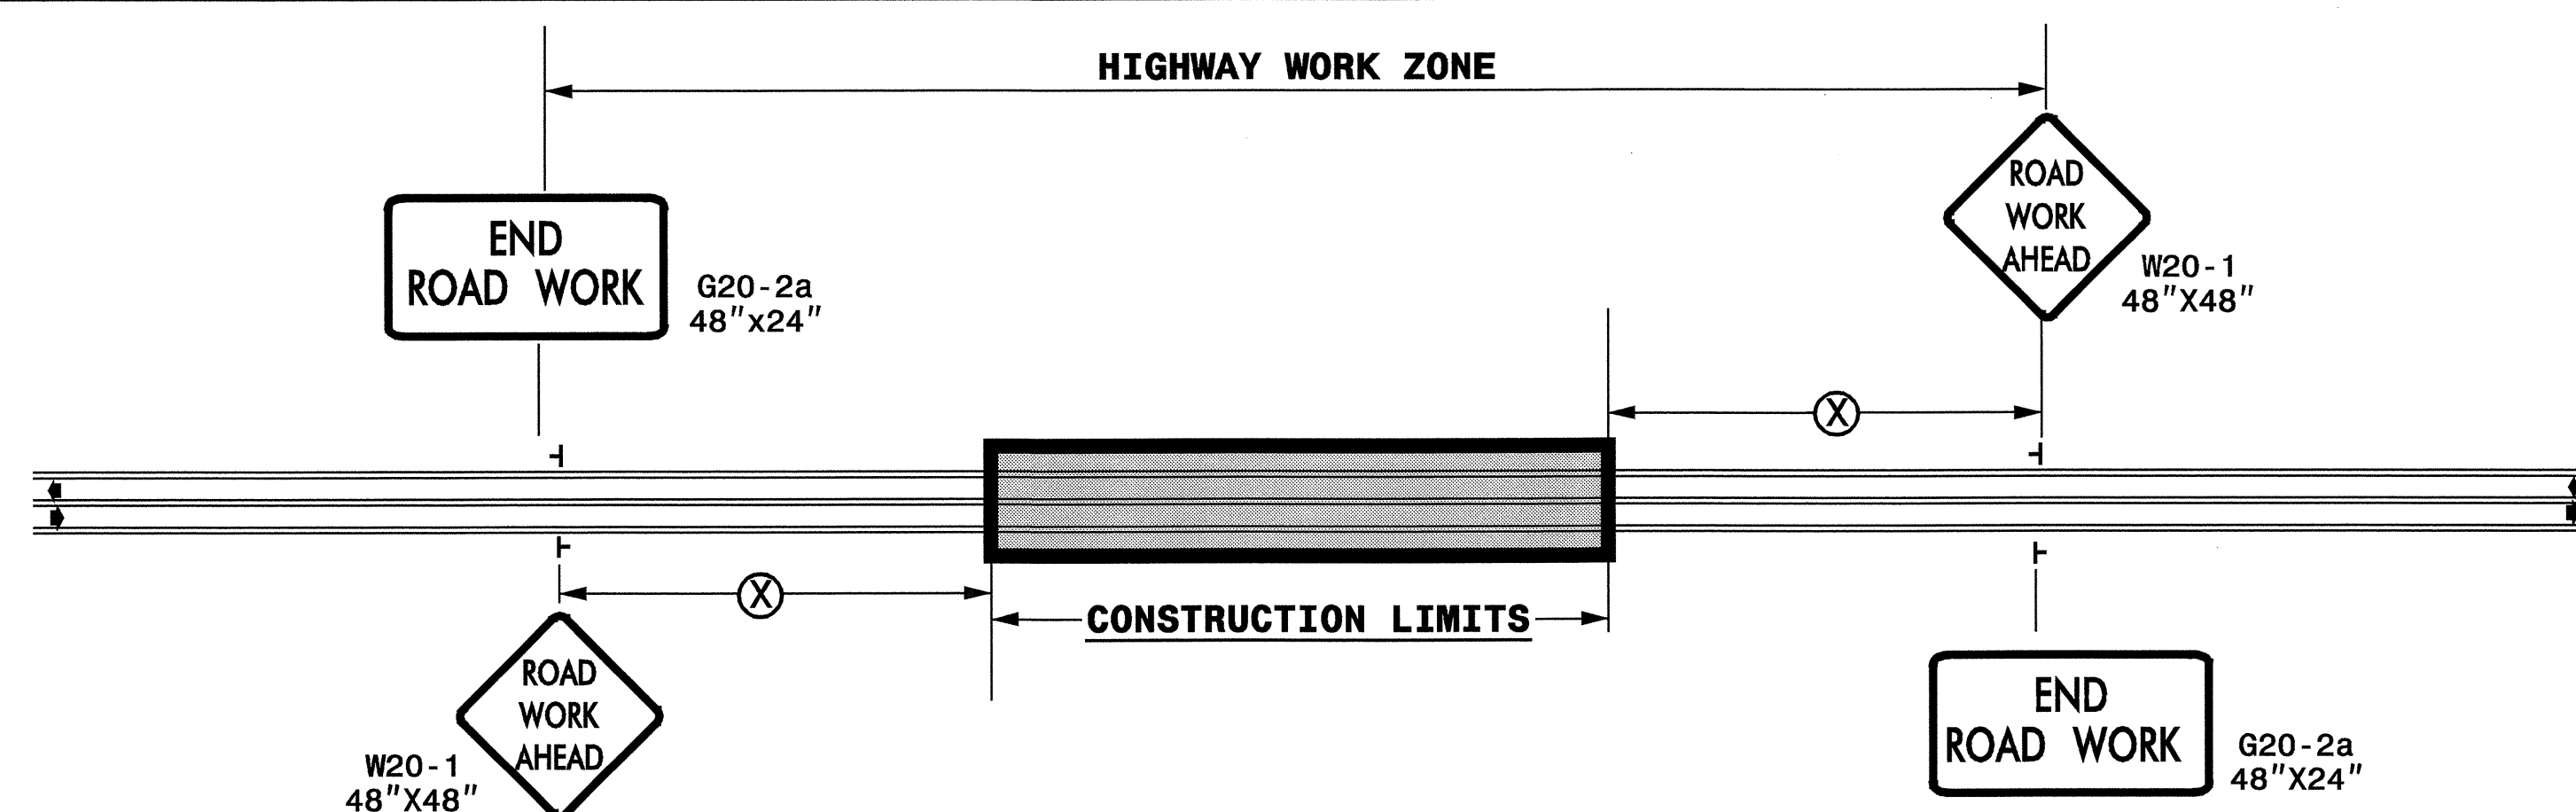 HIGHWAY WORK ZONE
END
ROAD WORK
G20-2a
48"x24"
ROAD
WORK
AHEAD
W20-1
48"X48"
X
X
CONSTRUCTION LIMITS
ROAD
WORK
AHEAD
W20-1
48"X48"
END
ROAD WORK
G20-2a
48"X24"